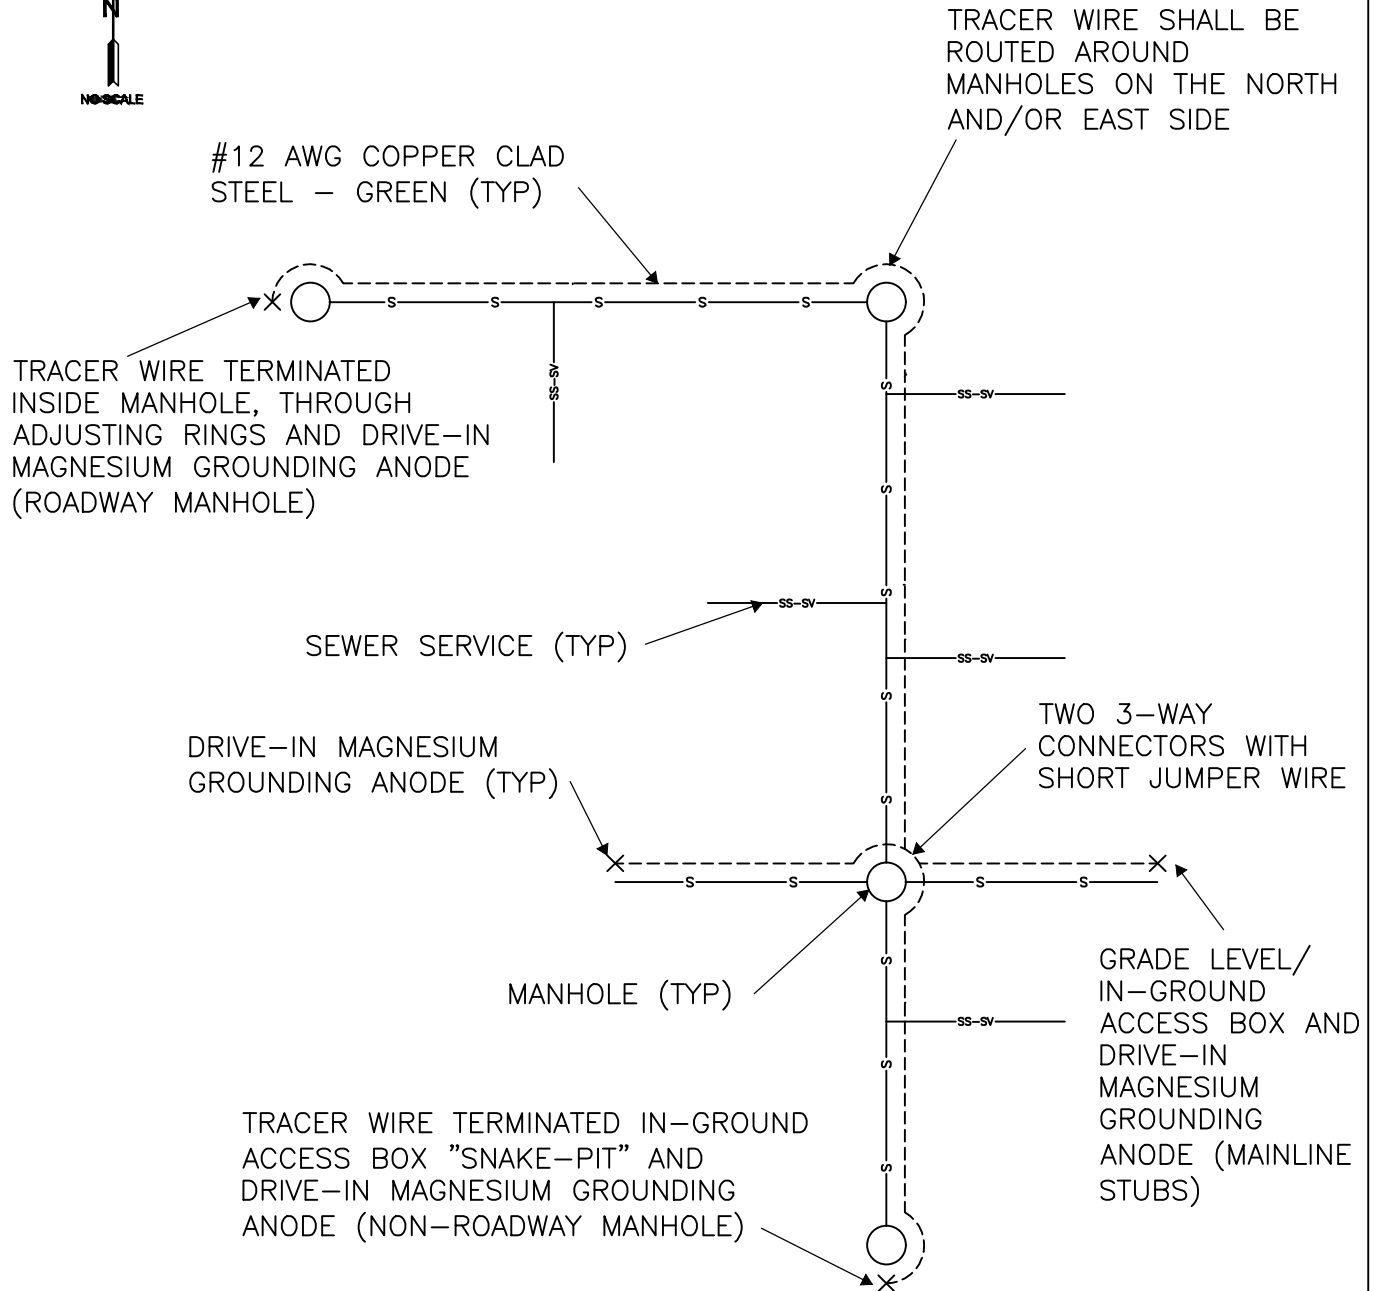 N
NO SCALE
TRACER WIRE SHALL BE
ROUTED AROUND
MANHOLES ON THE NORTH
AND/OR EAST SIDE
#12 AWG COPPER CLAD
STEEL – GREEN (TYP)
S S S S S
SS–SV
TRACER WIRE TERMINATED
INSIDE MANHOLE, THROUGH
ADJUSTING RINGS AND DRIVE–IN
MAGNESIUM GROUNDING ANODE
(ROADWAY MANHOLE)
S
SS–SV
S
S
SS–SV
SEWER SERVICE (TYP)
SS–SV
S
TWO 3–WAY
CONNECTORS WITH
SHORT JUMPER WIRE
DRIVE–IN MAGNESIUM
GROUNDING ANODE (TYP)
S
S S S S
S
MANHOLE (TYP)
GRADE LEVEL/
IN–GROUND
ACCESS BOX AND
DRIVE–IN
MAGNESIUM
GROUNDING
ANODE (MAINLINE
STUBS)
SS–SV
S
TRACER WIRE TERMINATED IN–GROUND
ACCESS BOX "SNAKE–PIT" AND
DRIVE–IN MAGNESIUM GROUNDING
ANODE (NON–ROADWAY MANHOLE)
S